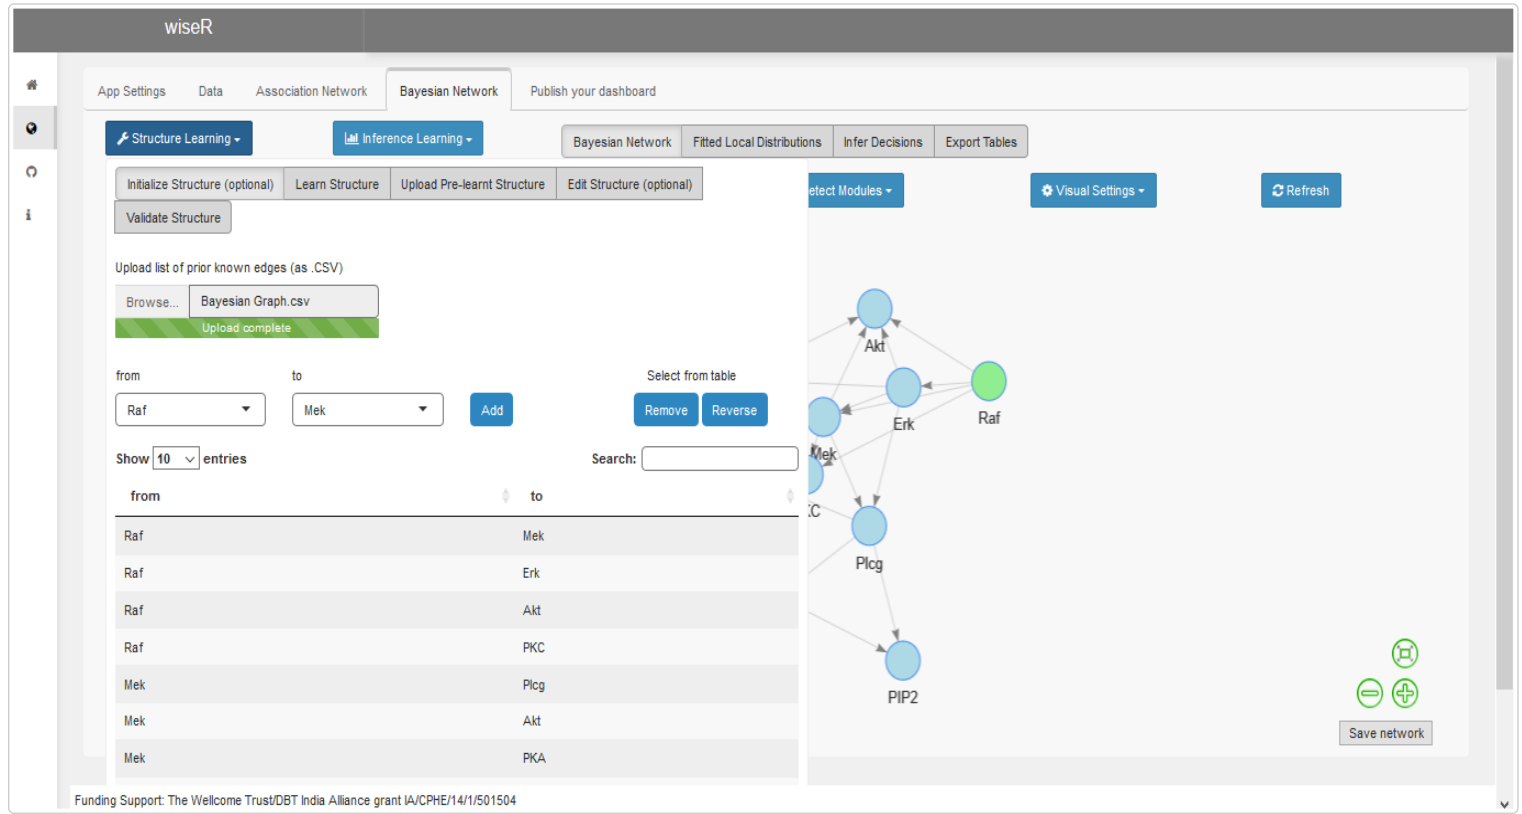 wiseR
App Settings Data Association Network Bayesian Network Publish your dashboard
Structure Learning Inference Learning Bayesian Network Fitted Local Distributions Infer Decisions Export Tables
Initialize Structure (optional) Learn Structure Upload Pre-learnt Structure Edit Structure (optional)
etect Modules Visual Settings Refresh
Validate Structure
Upload list of prior known edges (as .CSV)
Browse... Bayesian Graph.csv
Upload complete
from to Select from table
Raf Mek Add Remove Reverse
Show 10 entries Search:
from to
Raf Mek
Raf Erk
Raf Akt
Raf PKC
Mek Plcg
Mek Akt
Mek PKA
Akt
Raf
Erk
Mek
KC
Plcg
PIP2
Save network
Funding Support: The Wellcome Trust/DBT India Alliance grant IA/CPHE/14/1/501504